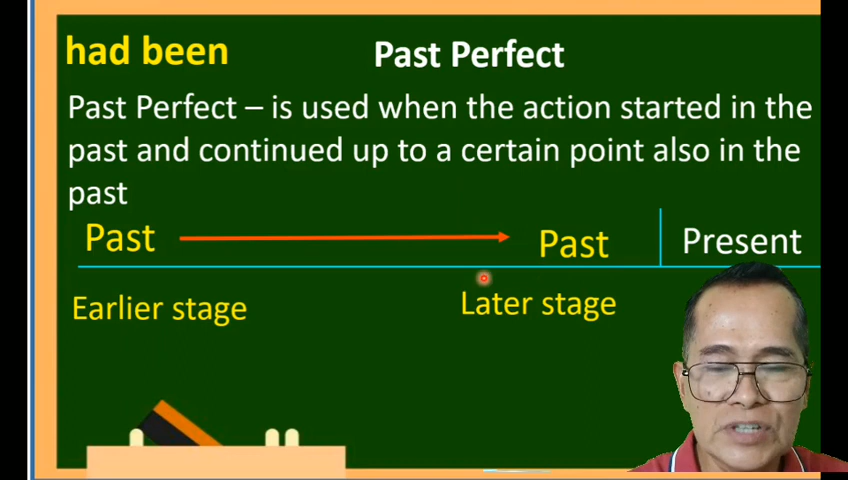 had been
Past Perfect
Past Perfect – is used when the action started in the
past and continued up to a certain point also in the
past
Past Past Present
Earlier stage Later stage